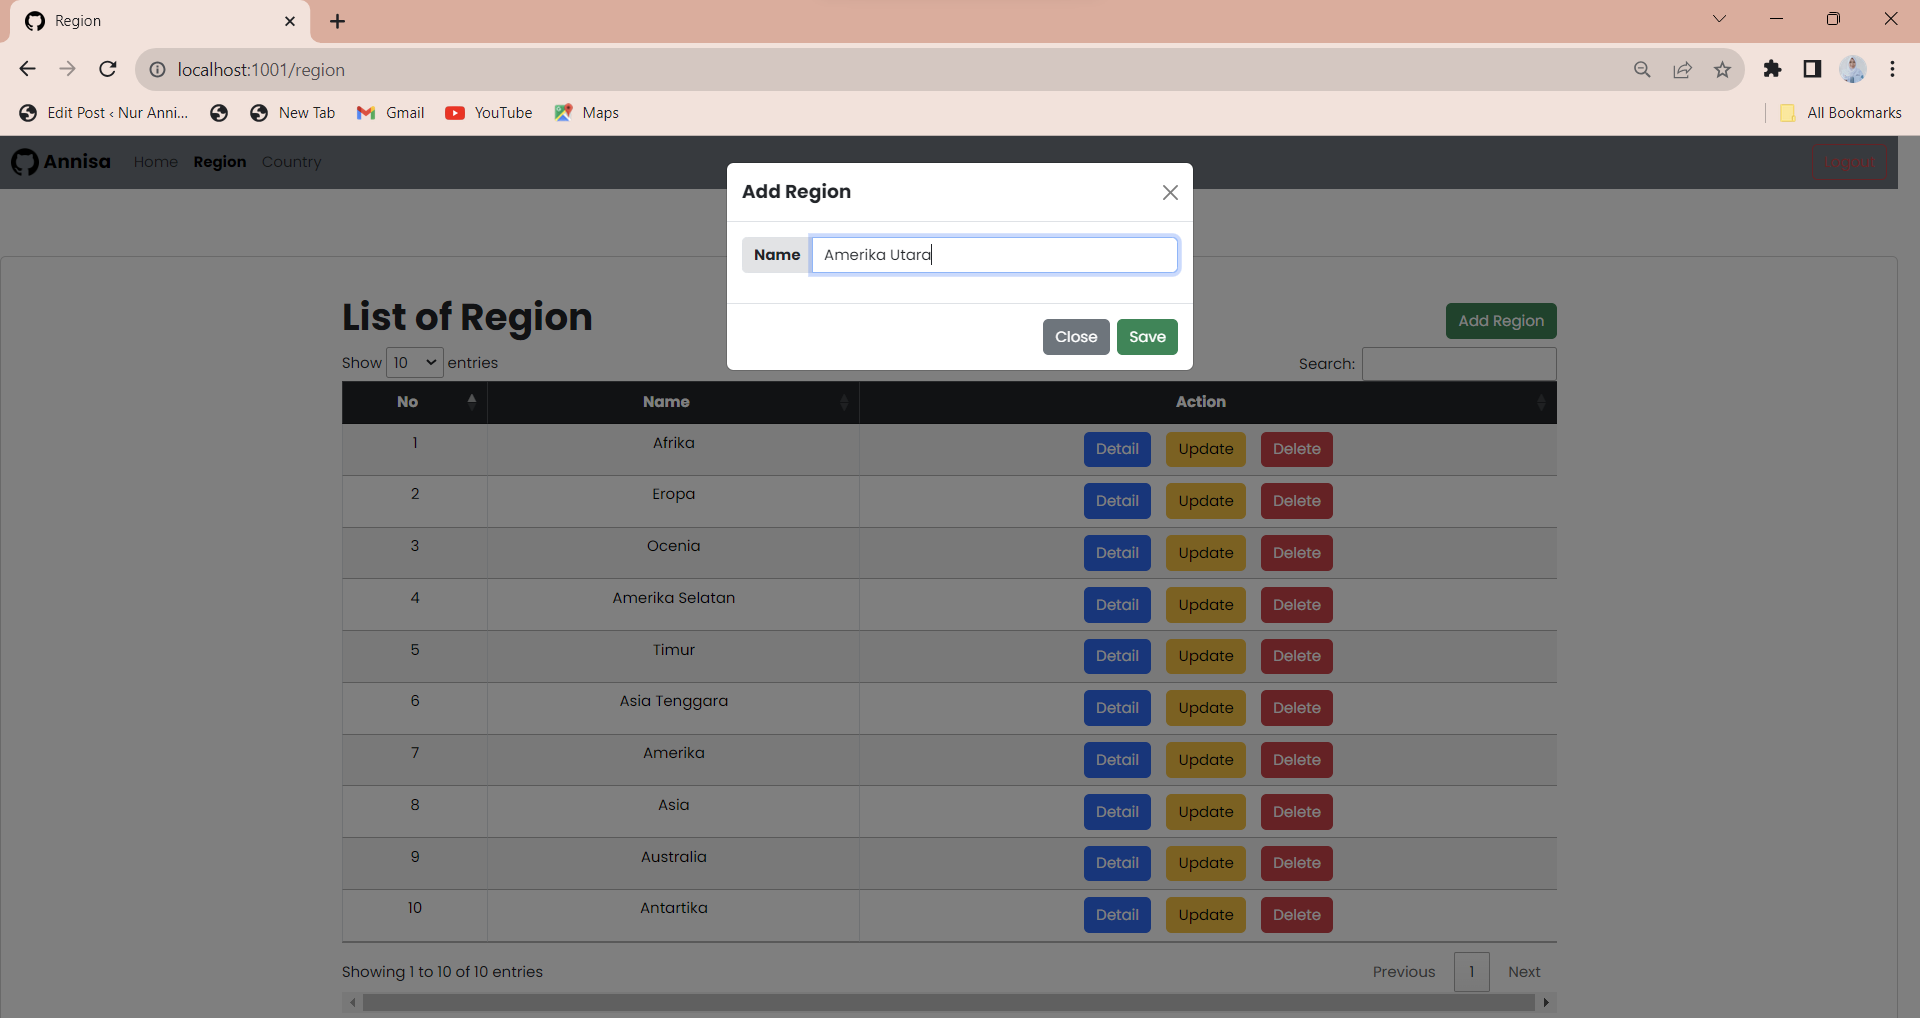 Region
localhost:1001/region
Edit Post ‹ Nur Anni... New Tab Gmail YouTube Maps All Bookmarks
Annisa Home Region Country Logout
Add Region
Name Amerika Utara
Close Save
List of Region
Add Region
Show 10 entries
Search:
No Name Action
1 Afrika Detail Update Delete
2 Eropa Detail Update Delete
3 Ocenia Detail Update Delete
4 Amerika Selatan Detail Update Delete
5 Timur Detail Update Delete
6 Asia Tenggara Detail Update Delete
7 Amerika Detail Update Delete
8 Asia Detail Update Delete
9 Australia Detail Update Delete
10 Antartika Detail Update Delete
Showing 1 to 10 of 10 entries
Previous 1 Next